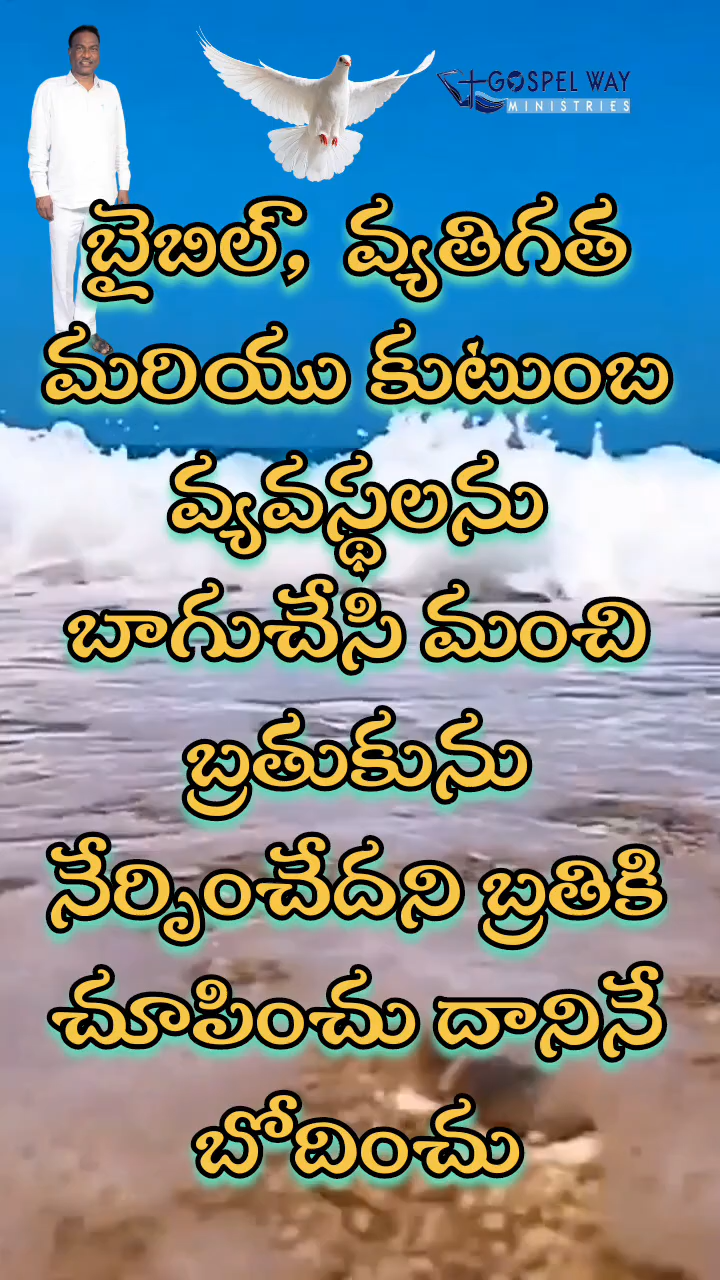 GOSPEL WAY
MINISTRIES
బైబిల్, వ్యతిగత
మరియు కుటుంబ
వ్యవస్థలను
బాగుచేసి మంచి
బ్రతుకును
నేర్పించేదని బ్రతికి
చూపించు దానినే
బోదించు